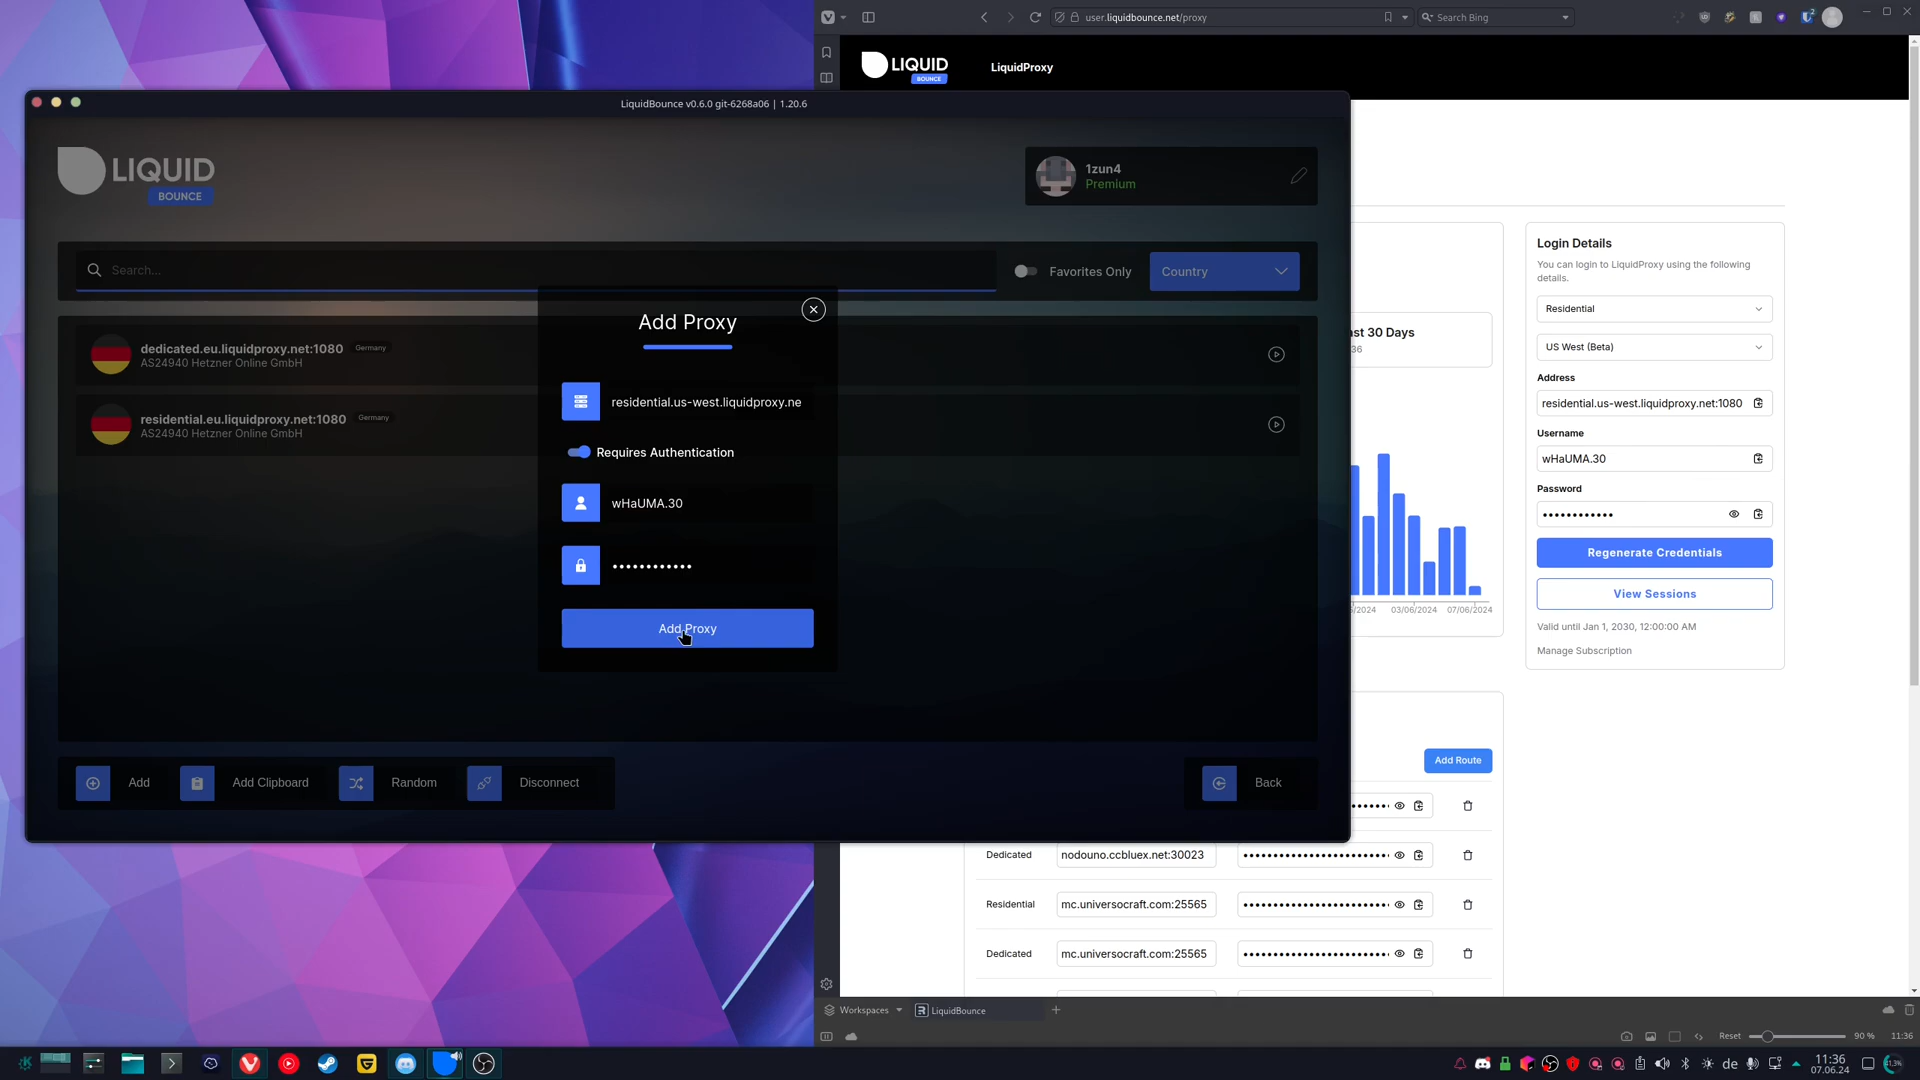 user.liquidbounce.net/proxy
Search Bing
LIQUID
BOUNCE
LiquidProxy
LiquidBounce v0.6.0 git-6268a06 | 1.20.6
LIQUID
BOUNCE
1zun4
Premium
Search...
Favorites Only
Country
Add Proxy
dedicated.eu.liquidproxy.net:1080
Germany
AS24940 Hetzner Online GmbH
residential.eu.liquidproxy.net:1080
Germany
AS24940 Hetzner Online GmbH
residential.us-west.liquidproxy.ne
Requires Authentication
wHaUMA.30
••••••••••••
Add Proxy
Add
Add Clipboard
Random
Disconnect
Back
Login Details
You can login to LiquidProxy using the following
details.
Residential
US West (Beta)
Address
residential.us-west.liquidproxy.net:1080
Username
wHaUMA.30
Password
••••••••••••
Regenerate Credentials
View Sessions
Valid until Jan 1, 2030, 12:00:00 AM
Manage Subscription
ast 30 Days
36
/2024
03/06/2024
07/06/2024
Add Route
Dedicated
nodouno.ccbluex.net:30023
Residential
mc.universocraft.com:25565
Dedicated
mc.universocraft.com:25565
Workspaces
LiquidBounce
Reset
90 %
11:36
de
11:36
07.06.24